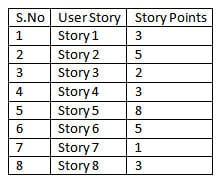 S.No User Story Story Points
1 Story 1 3
2 Story 2 5
3 Story 3 2
4 Story 4 3
5 Story 5 8
6 Story 6 5
7 Story 7 1
8 Story 8 3